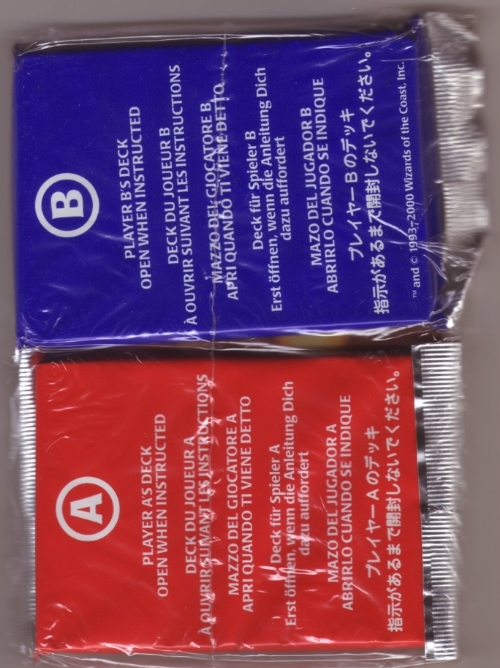 B
PLAYER B'S DECK
OPEN WHEN INSTRUCTED
DECK DU JOUEUR B
À OUVRIR SUIVANT LES INSTRUCTIONS
MAZZO DEL GIOCATORE B
APRI QUANDO TI VIENE DETTO
Deck für Spieler B
Erst öffnen, wenn die Anleitung Dich
dazu auffordert
MAZO DEL JUGADOR B
ABRIRLO CUANDO SE INDIQUE
プレイヤーBのデッキ
指示があるまで開封しないでください。
™ and © 1993-2000 Wizards of the Coast, Inc.
A
PLAYER A'S DECK
OPEN WHEN INSTRUCTED
DECK DU JOUEUR A
À OUVRIR SUIVANT LES INSTRUCTIONS
MAZZO DEL GIOCATORE A
APRI QUANDO TI VIENE DETTO
Deck für Spieler A
Erst öffnen, wenn die Anleitung Dich
dazu auffordert
MAZO DEL JUGADOR A
ABRIRLO CUANDO SE INDIQUE
プレイヤーAのデッキ
指示があるまで開封しないでください。